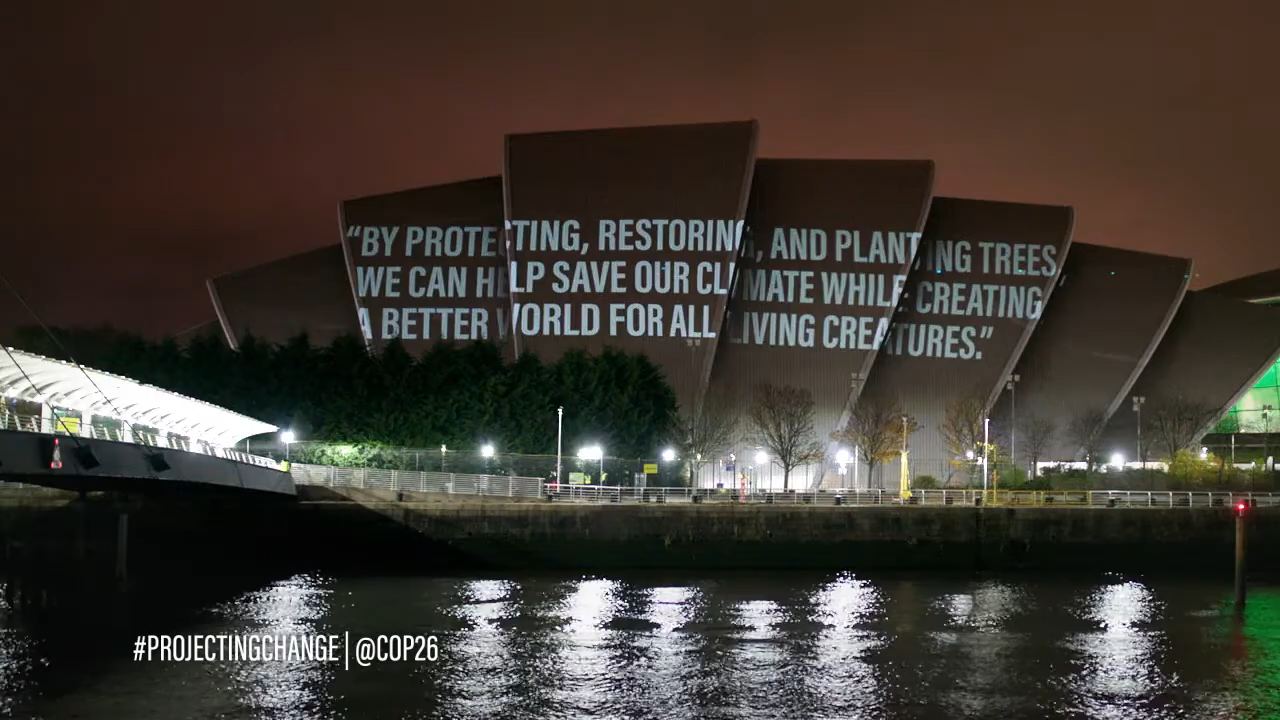 “BY PROTECTING, RESTORING, AND PLANTING TREES
WE CAN HELP SAVE OUR CLIMATE WHILE CREATING
A BETTER WORLD FOR ALL LIVING CREATURES.”
#PROJECTINGCHANGE | @COP26